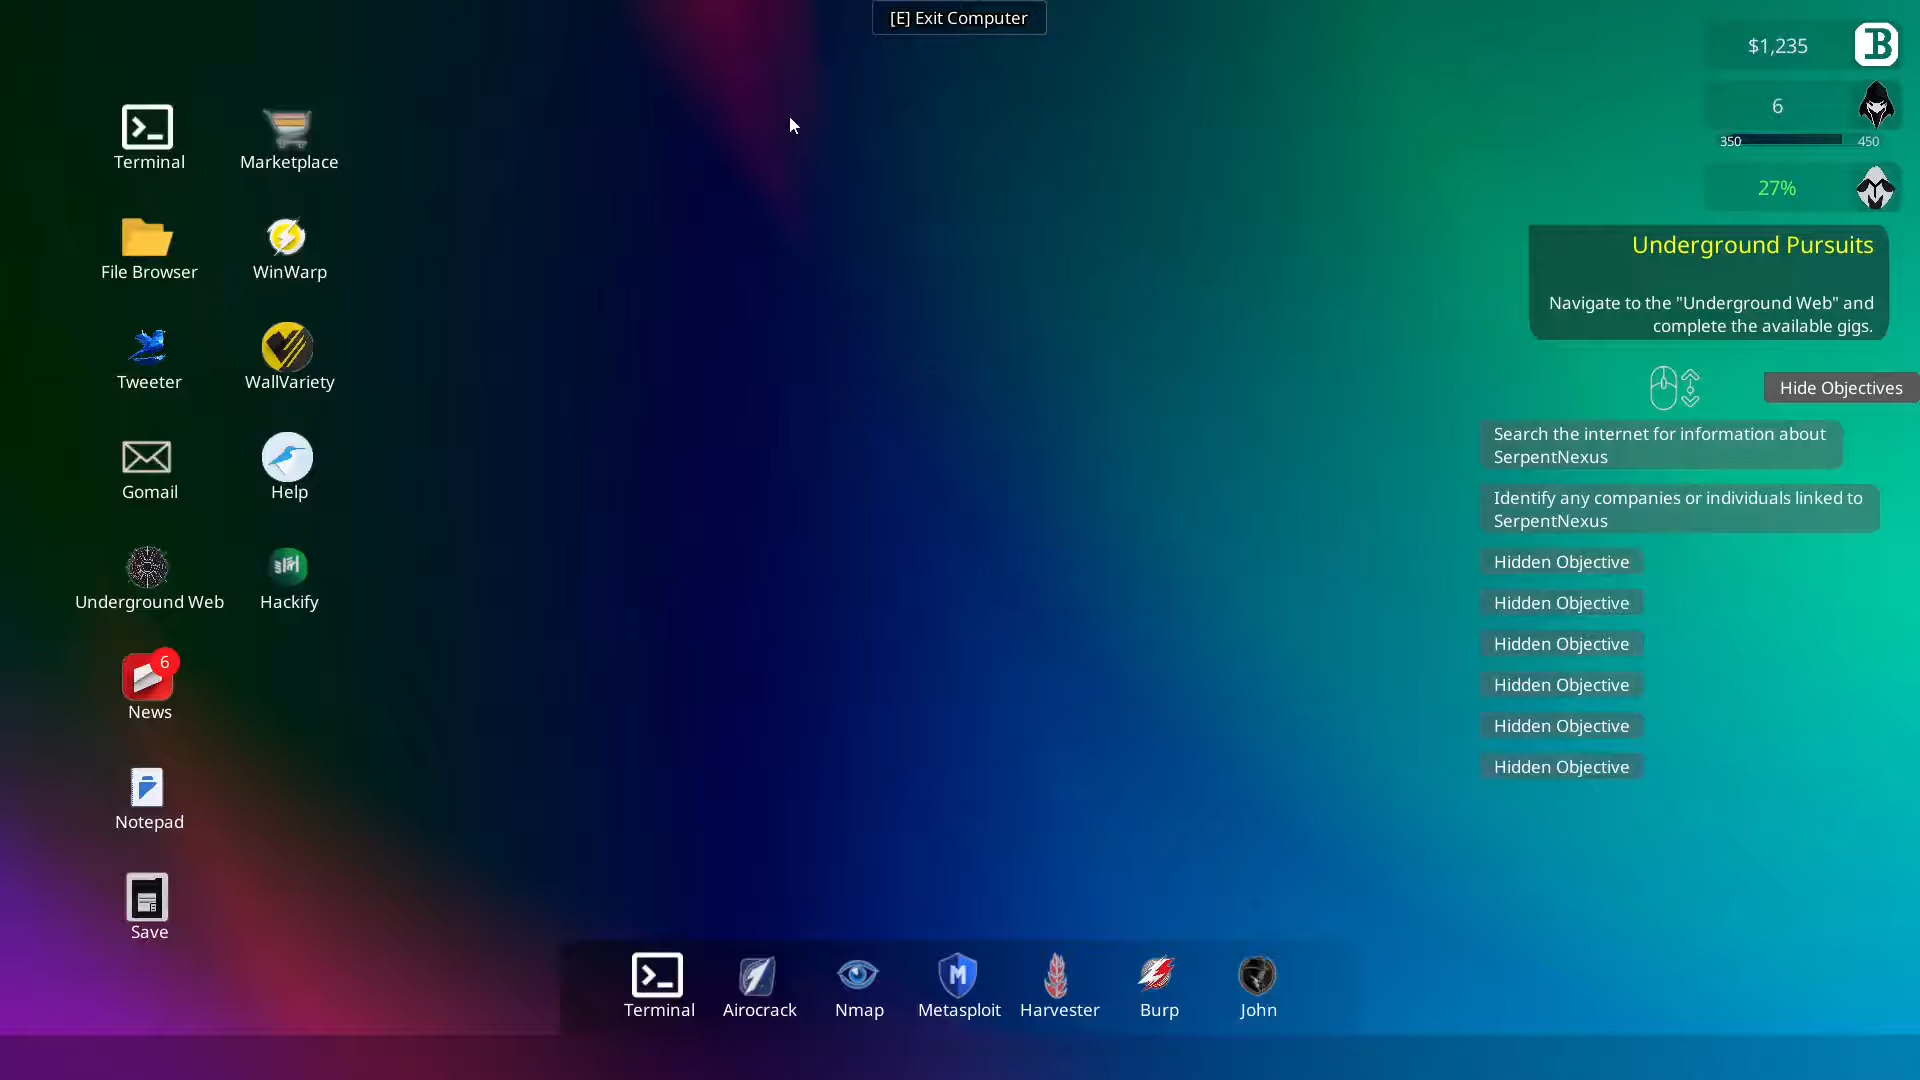 [E] Exit Computer
$1,235
B
6
350
450
27%
Underground Pursuits
Navigate to the "Underground Web" and
complete the available gigs.
Hide Objectives
Search the internet for information about
SerpentNexus
Identify any companies or individuals linked to
SerpentNexus
Hidden Objective
Hidden Objective
Hidden Objective
Hidden Objective
Hidden Objective
Hidden Objective
Terminal
Marketplace
File Browser
WinWarp
Tweeter
WallVariety
Gomail
Help
Underground Web
Hackify
6
News
Notepad
Save
M
Terminal
Airocrack
Nmap
Metasploit
Harvester
Burp
John